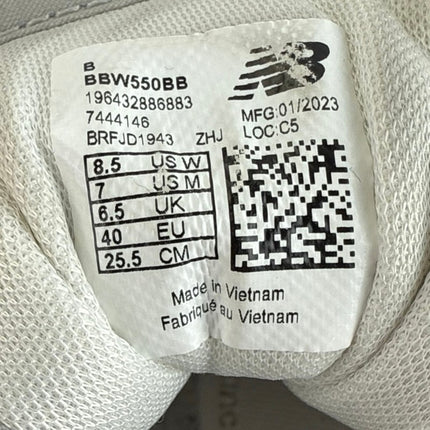 B
BBW550BB
196432886883
7444146
BRFJD1943 ZHJ
NB
MFG:01/2023
LOC:C5
8.5 US W
7 US M
6.5 UK
40 EU
25.5 CM
Made in Vietnam
Fabriqué au Vietnam